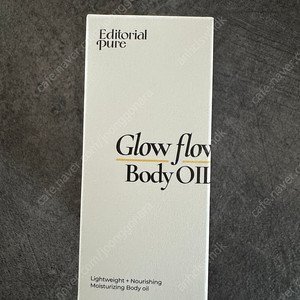 Editorial
Pure
Glow flow
Body OIL
Lightweight + Nourishing
Moisturizing Body oil